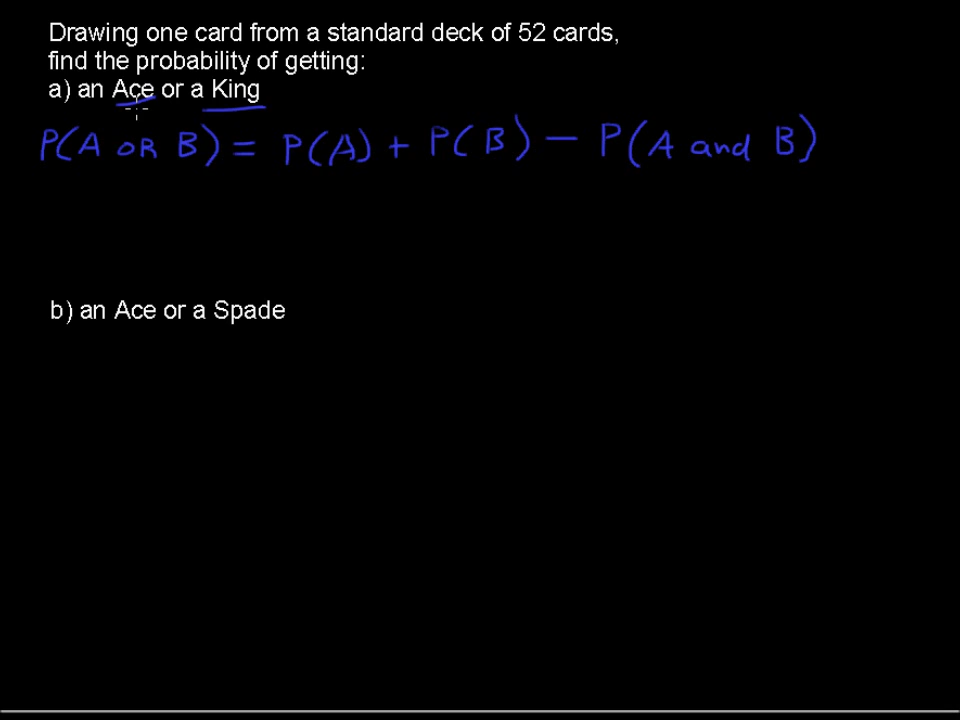 Drawing one card from a standard deck of 52 cards,
find the probability of getting:
a) an Ace or a King
P(A OR B) = P(A) + P(B) - P(A and B)
b) an Ace or a Spade